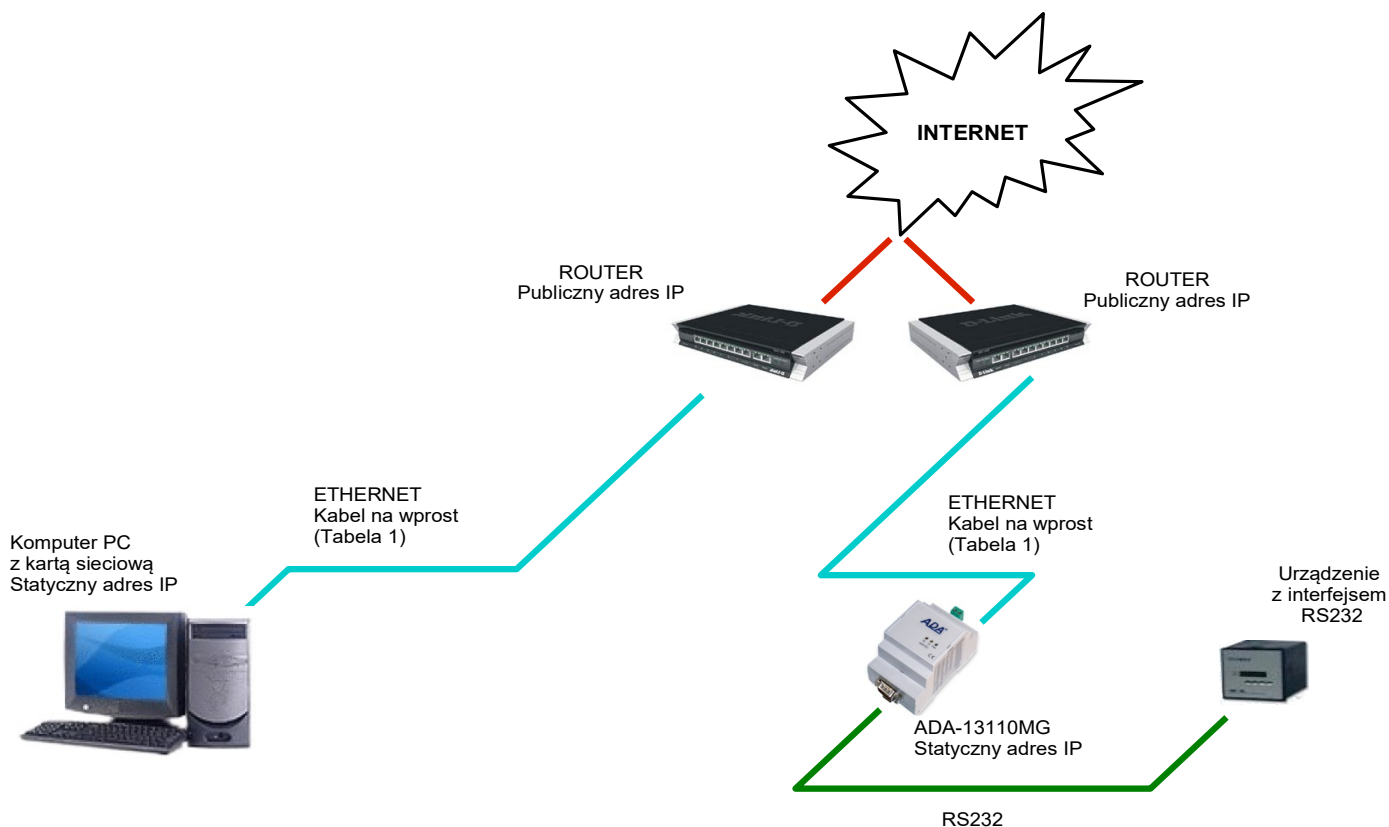 INTERNET
ROUTER
Publiczny adres IP
ROUTER
Publiczny adres IP
D-Link
ETHERNET
Kabel na wprost
(Tabela 1)
ETHERNET
Kabel na wprost
(Tabela 1)
Komputer PC
z kartą sieciową
Statyczny adres IP
Urządzenie
z interfejsem
RS232
ADA
ADA-13110MG
Statyczny adres IP
RS232